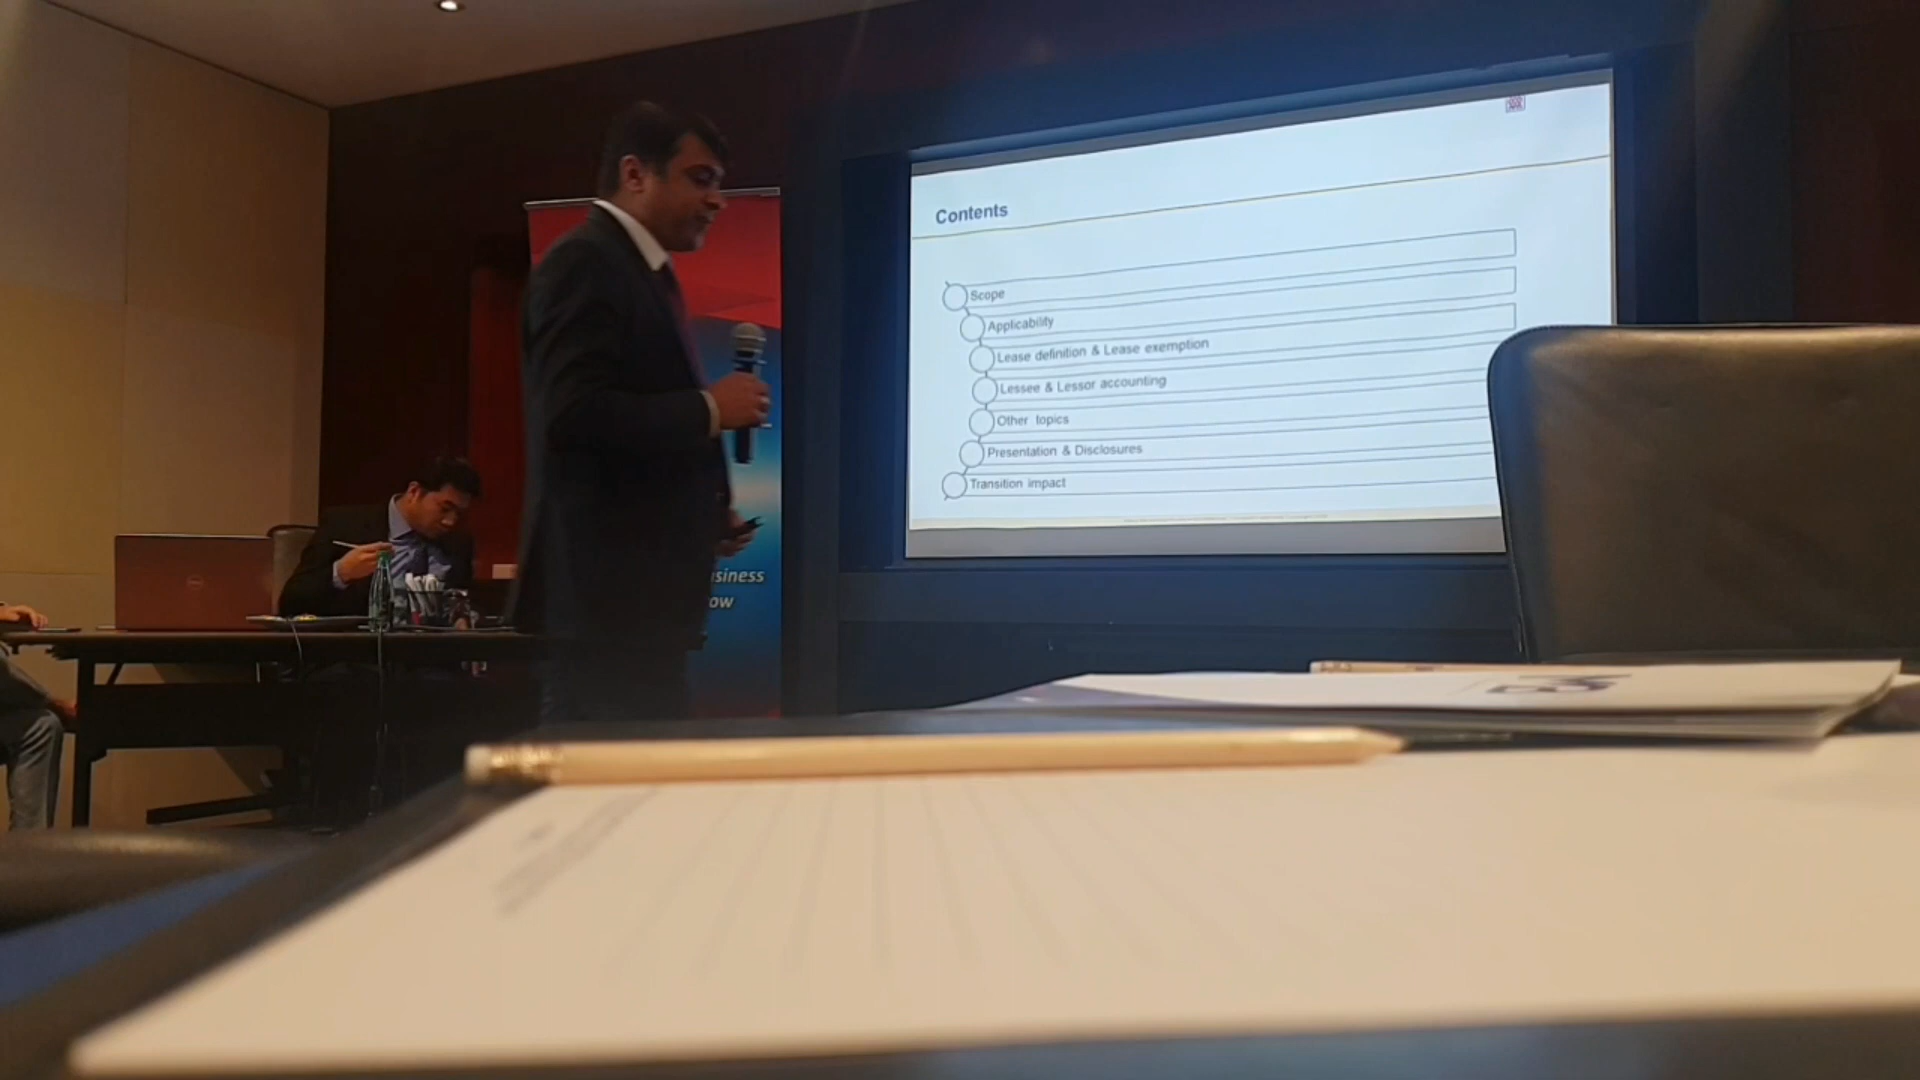 Contents
Scope
Applicability
Lease definition & Lease exemption
Lessee & Lessor accounting
Other topics
Presentation & Disclosures
Transition impact